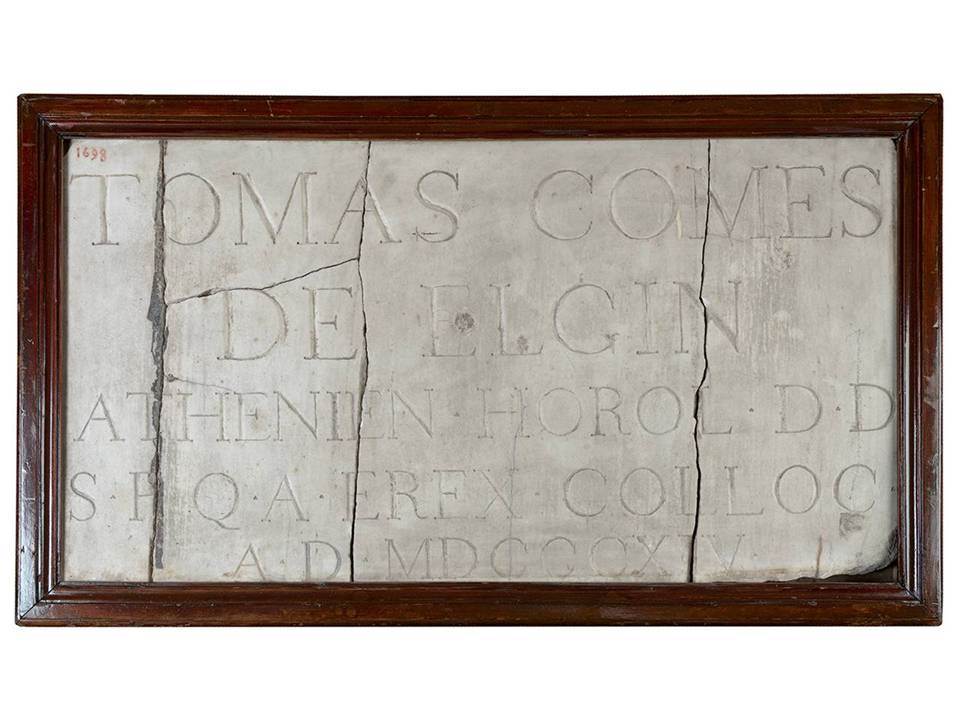 1698
TOMAS COMES
DE ELGIN
ATHENIEN · HOROL · D · D
S · P · Q · A · EREX · COLLOC ·
A · D · MDCCCXIV